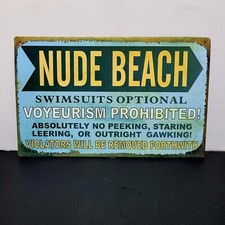 NUDE BEACH
SWIMSUITS OPTIONAL
VOYEURISM PROHIBITED!
ABSOLUTELY NO PEEKING, STARING
LEERING, OR OUTRIGHT GAWKING!
VIOLATORS WILL BE REMOVED FORTHWITH